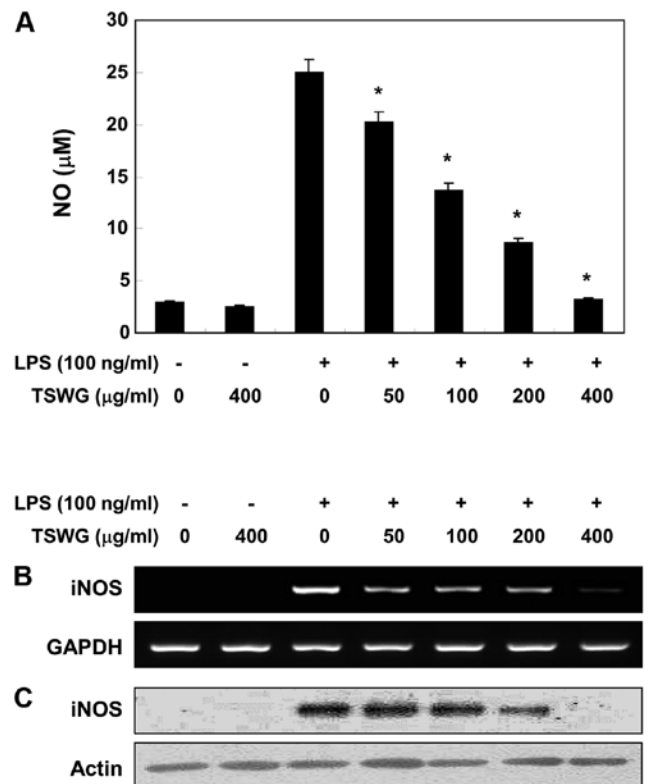 A
30
25
20
15
10
5
0
NO (μM)
*
*
*
*
LPS (100 ng/ml) - - + + + + +
TSWG (μg/ml) 0 400 0 50 100 200 400
LPS (100 ng/ml) - - + + + + +
TSWG (μg/ml) 0 400 0 50 100 200 400
B
iNOS
GAPDH
C
iNOS
Actin